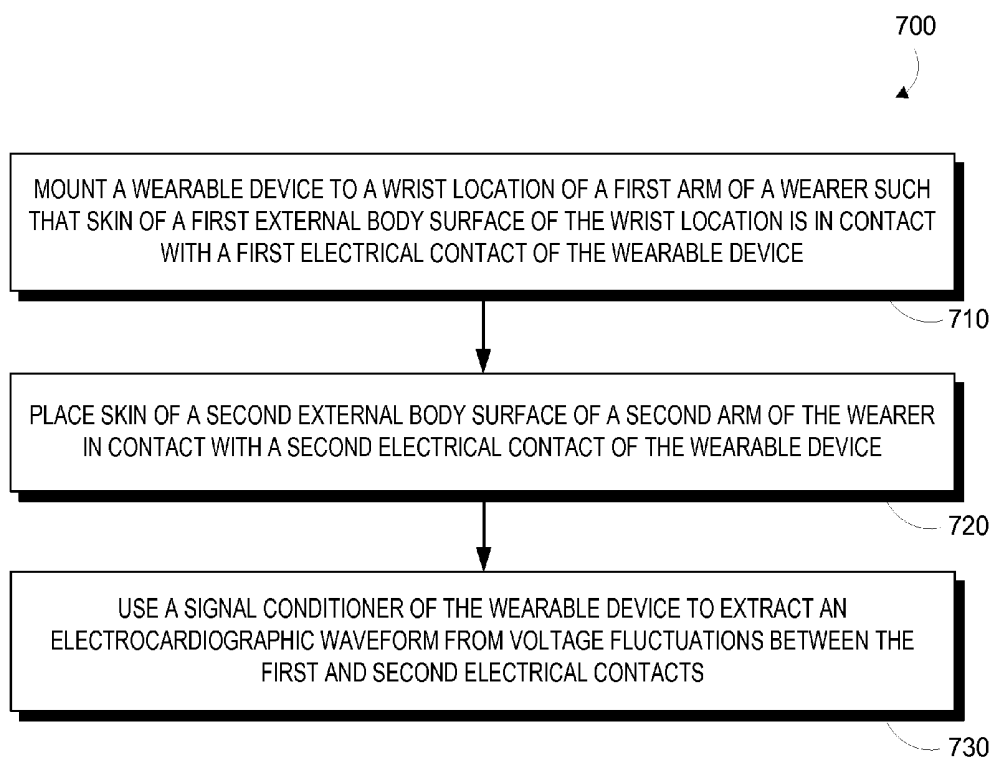 700
MOUNT A WEARABLE DEVICE TO A WRIST LOCATION OF A FIRST ARM OF A WEARER SUCH
THAT SKIN OF A FIRST EXTERNAL BODY SURFACE OF THE WRIST LOCATION IS IN CONTACT
WITH A FIRST ELECTRICAL CONTACT OF THE WEARABLE DEVICE
710
PLACE SKIN OF A SECOND EXTERNAL BODY SURFACE OF A SECOND ARM OF THE WEARER
IN CONTACT WITH A SECOND ELECTRICAL CONTACT OF THE WEARABLE DEVICE
720
USE A SIGNAL CONDITIONER OF THE WEARABLE DEVICE TO EXTRACT AN
ELECTROCARDIOGRAPHIC WAVEFORM FROM VOLTAGE FLUCTUATIONS BETWEEN THE
FIRST AND SECOND ELECTRICAL CONTACTS
730